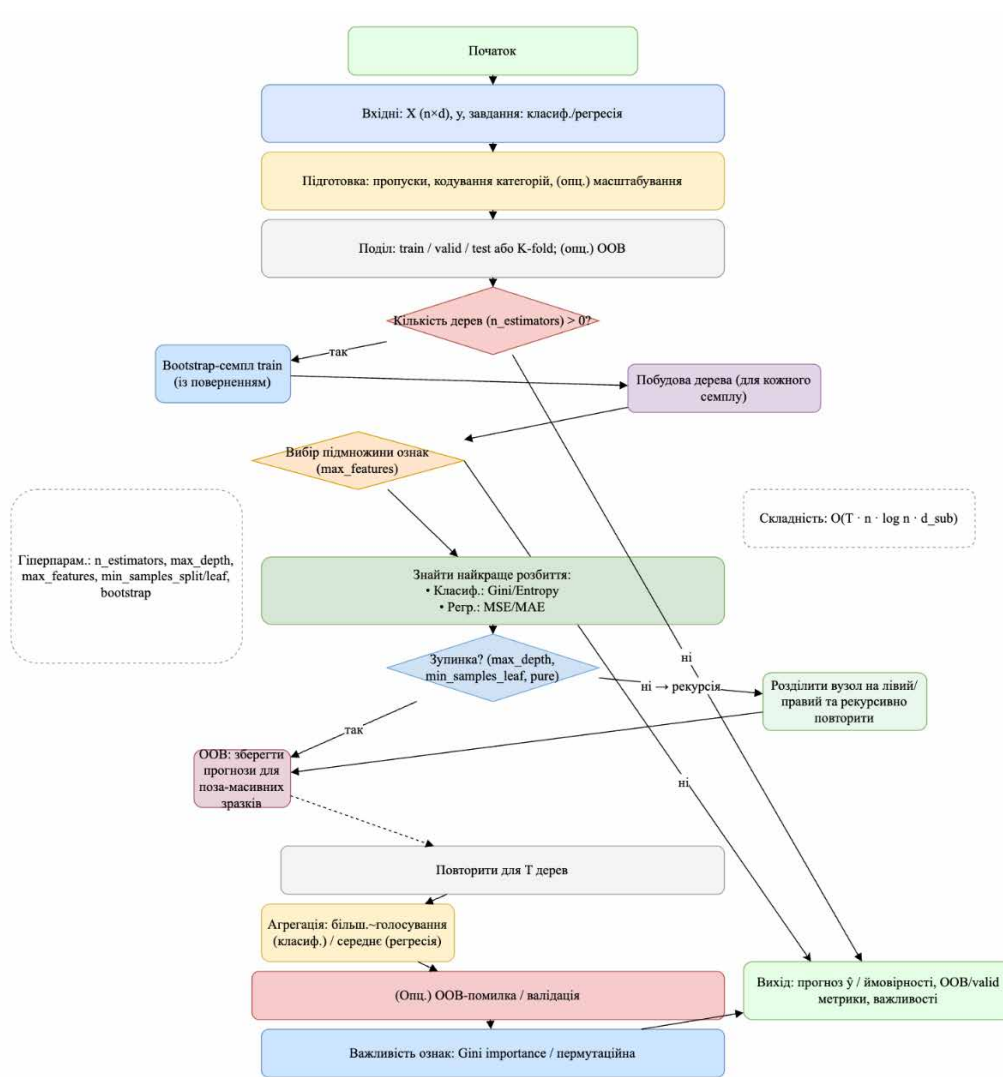 Початок
Вхідні: X (n×d), y, завдання: класиф./регресія
Підготовка: пропуски, кодування категорій, (опц.) масштабування
Поділ: train / valid / test або K-fold; (опц.) OOB
Кількість дерев (n_estimators) > 0?
так
Bootstrap-семпл train
(із поверненням)
Побудова дерева (для кожного
семплу)
Вибір підмножини ознак
(max_features)
Гіперпарам.: n_estimators, max_depth,
max_features, min_samples_split/leaf,
bootstrap
Складність: O(T · n · log n · d_sub)
Знайти найкраще розбиття:
• Класиф.: Gini/Entropy
• Регр.: MSE/MAE
Зупинка? (max_depth,
min_samples_leaf, pure)
ні
ні → рекурсія
Розділити вузол на лівий/
правий та рекурсивно
повторити
так
OOB: зберегти
прогнози для
поза-масивних
зразків
ні
Повторити для T дерев
Агрегація: більш.~голосування
(класиф.) / середнє (регресія)
(Опц.) OOB-помилка / валідація
Вихід: прогноз ŷ / ймовірності, OOB/valid
метрики, важливості
Важливість ознак: Gini importance / пермутаційна